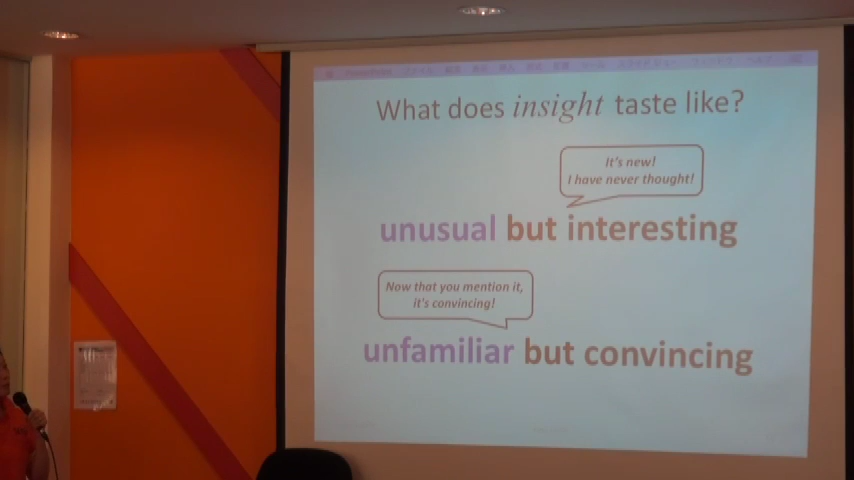 What does insight taste like?
It's new!
I have never thought!
unusual but interesting
Now that you mention it,
it's convincing!
unfamiliar but convincing